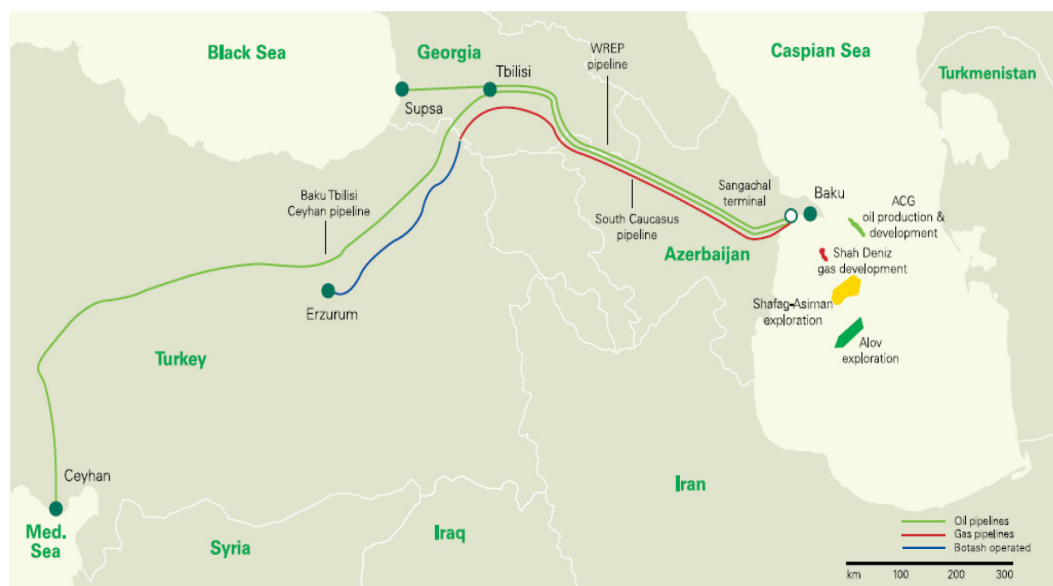 Black Sea
Georgia
WREP
pipeline
Caspian Sea
Turkmenistan
Tbilisi
Supsa
Baku Tbilisi
Ceyhan pipeline
Sangachal
terminal
Baku
ACG
oil production &
development
South Caucasus
pipeline
Azerbaijan
Shah Deniz
gas development
Erzurum
Shafag-Asiman
exploration
Alov
exploration
Turkey
Ceyhan
Iran
Med.
Sea
Syria
Iraq
Oil pipelines
Gas pipelines
Botash operated
km 100 200 300